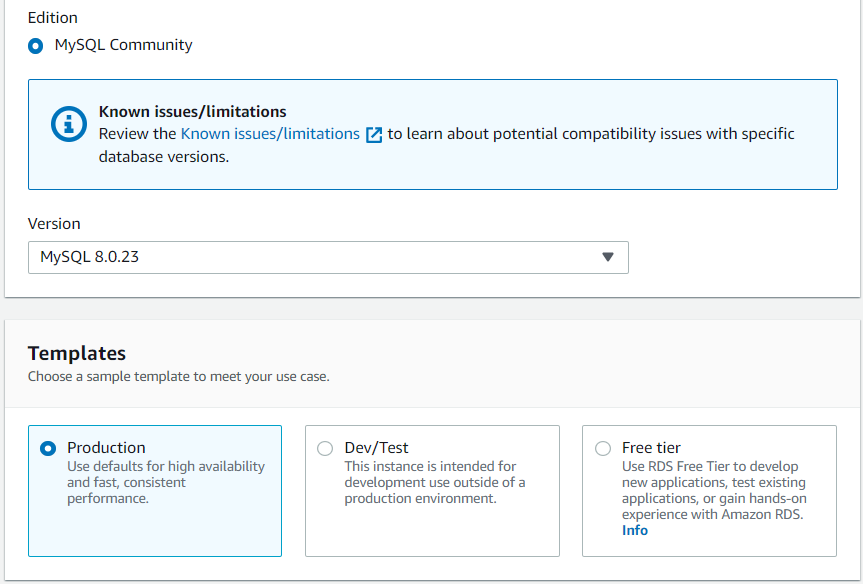 Edition
MySQL Community
Known issues/limitations
Review the Known issues/limitations to learn about potential compatibility issues with specific
database versions.
Version
MySQL 8.0.23
Templates
Choose a sample template to meet your use case.
Production
Use defaults for high availability
and fast, consistent
performance.
Dev/Test
This instance is intended for
development use outside of a
production environment.
Free tier
Use RDS Free Tier to develop
new applications, test existing
applications, or gain hands-on
experience with Amazon RDS.
Info